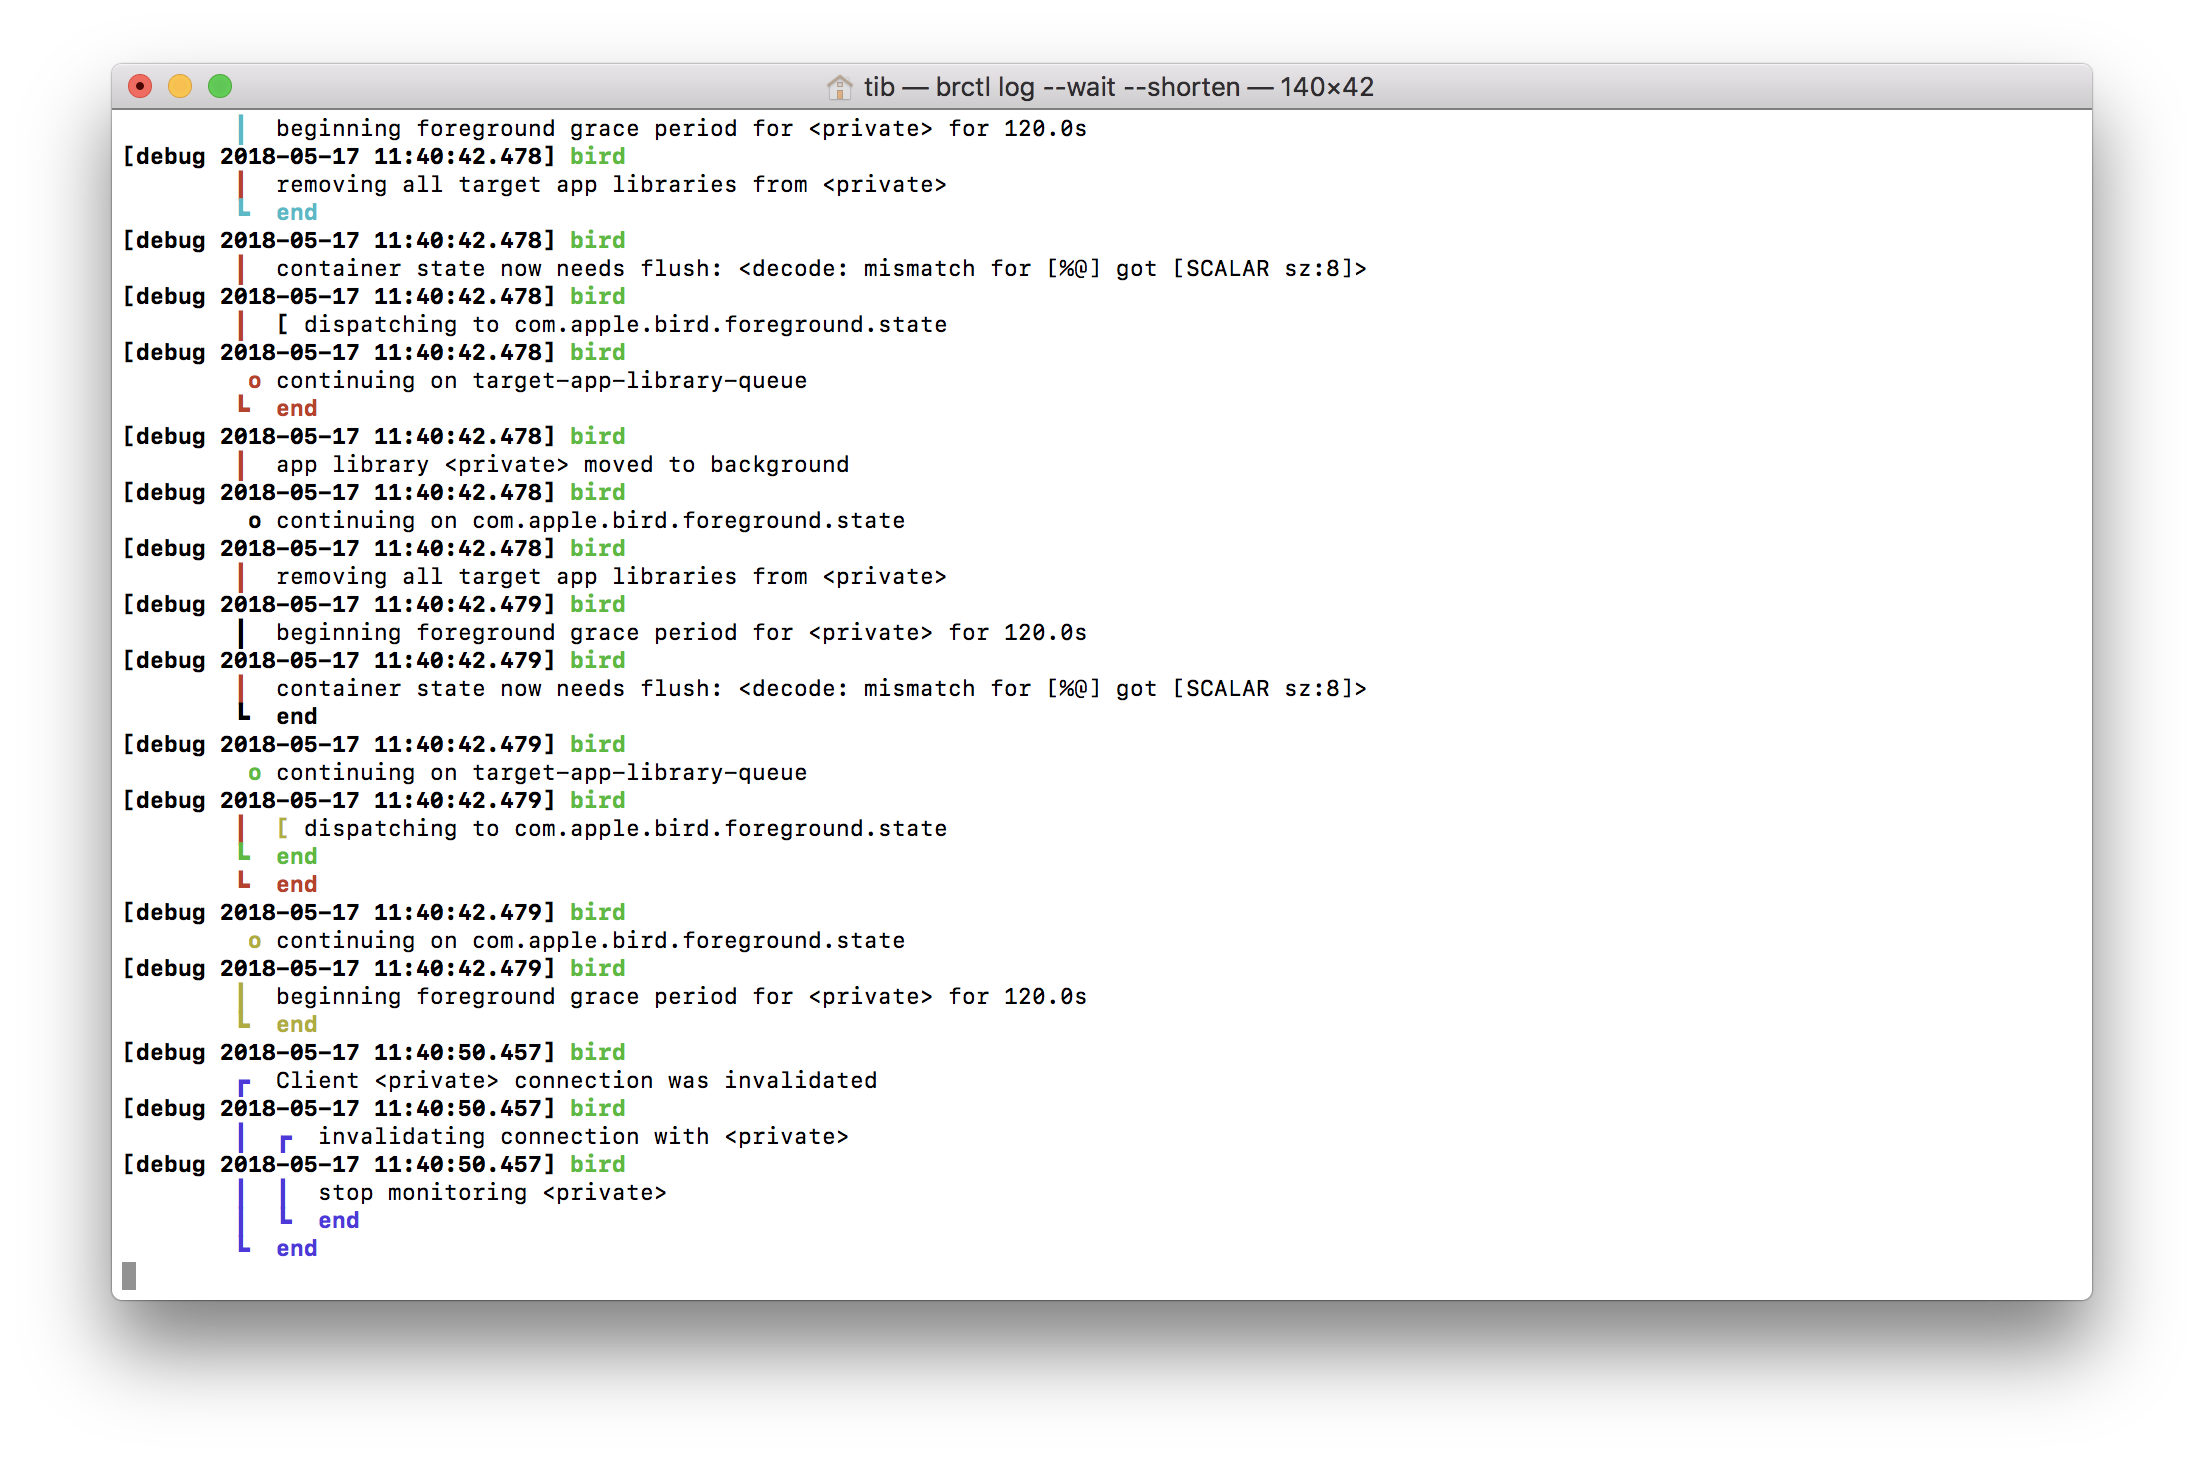 tib — brctl log --wait --shorten — 140×42
┃  beginning foreground grace period for <private> for 120.0s
[debug 2018-05-17 11:40:42.478] bird
┃  removing all target app libraries from <private>
┗  end
[debug 2018-05-17 11:40:42.478] bird
┃  container state now needs flush: <decode: mismatch for [%@] got [SCALAR sz:8]>
[debug 2018-05-17 11:40:42.478] bird
┃  [ dispatching to com.apple.bird.foreground.state
[debug 2018-05-17 11:40:42.478] bird
o continuing on target-app-library-queue
┗  end
[debug 2018-05-17 11:40:42.478] bird
┃  app library <private> moved to background
[debug 2018-05-17 11:40:42.478] bird
o continuing on com.apple.bird.foreground.state
[debug 2018-05-17 11:40:42.478] bird
┃  removing all target app libraries from <private>
[debug 2018-05-17 11:40:42.479] bird
┃  beginning foreground grace period for <private> for 120.0s
[debug 2018-05-17 11:40:42.479] bird
┃  container state now needs flush: <decode: mismatch for [%@] got [SCALAR sz:8]>
┗  end
[debug 2018-05-17 11:40:42.479] bird
o continuing on target-app-library-queue
[debug 2018-05-17 11:40:42.479] bird
┃  [ dispatching to com.apple.bird.foreground.state
┗  end
┗  end
[debug 2018-05-17 11:40:42.479] bird
o continuing on com.apple.bird.foreground.state
[debug 2018-05-17 11:40:42.479] bird
┃  beginning foreground grace period for <private> for 120.0s
┗  end
[debug 2018-05-17 11:40:50.457] bird
┏  Client <private> connection was invalidated
[debug 2018-05-17 11:40:50.457] bird
┃  ┏  invalidating connection with <private>
[debug 2018-05-17 11:40:50.457] bird
┃  ┃  stop monitoring <private>
┃  ┗  end
┗  end